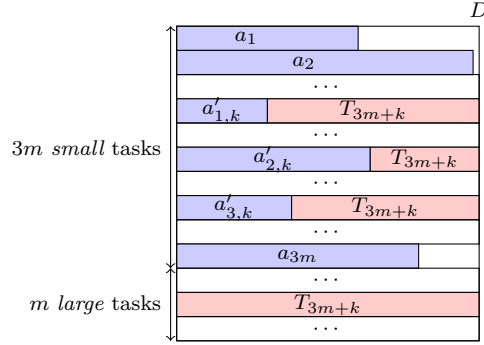 D
a₁
a₂
...
a′₁,ₖ T₃ₘ₊ₖ
...
3m small tasks
a′₂,ₖ T₃ₘ₊ₖ
...
a′₃,ₖ T₃ₘ₊ₖ
...
a₃ₘ
...
m large tasks
T₃ₘ₊ₖ
...